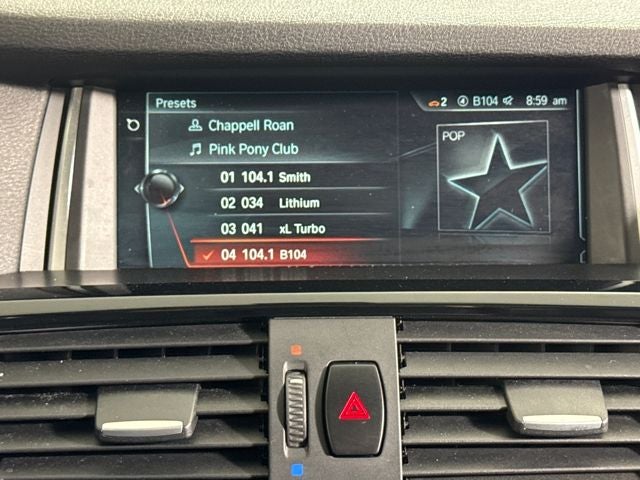 Presets
2 B104 8:59 am
Chappell Roan
Pink Pony Club
POP
01 104.1 Smith
02 034 Lithium
03 041 xL Turbo
04 104.1 B104